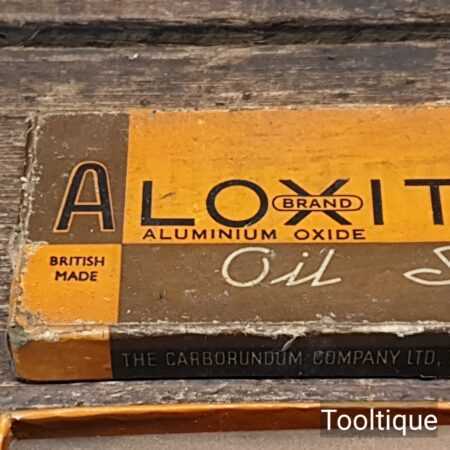 ALOXIT
BRAND
ALUMINIUM OXIDE
BRITISH
MADE
Oil S
THE CARBORUNDUM COMPANY LTD,
Tooltique